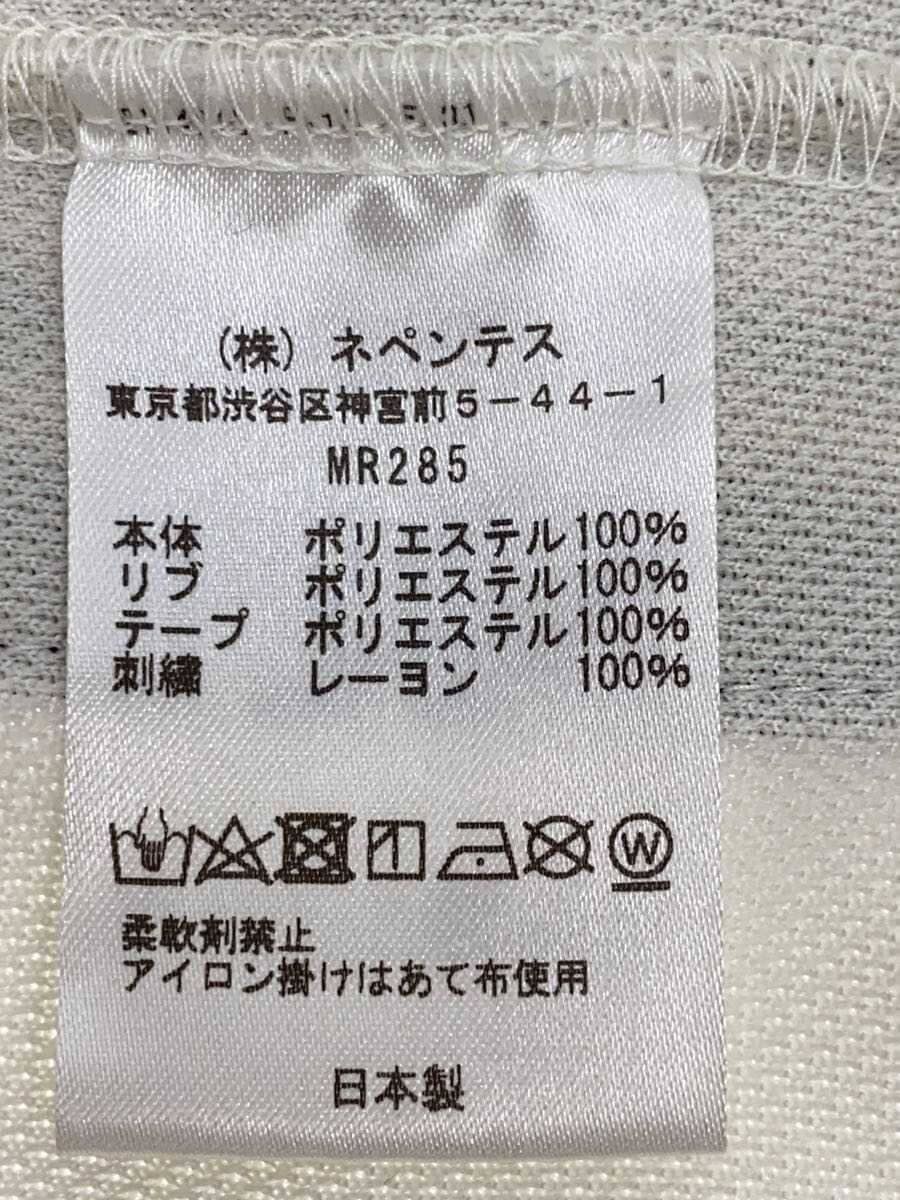 (株) ネペンテス
東京都渋谷区神宮前5-44-1
MR285
本体 ポリエステル100%
リブ ポリエステル100%
テープ ポリエステル100%
刺繍 レーヨン 100%
W
柔軟剤禁止
アイロン掛けはあて布使用
日本製